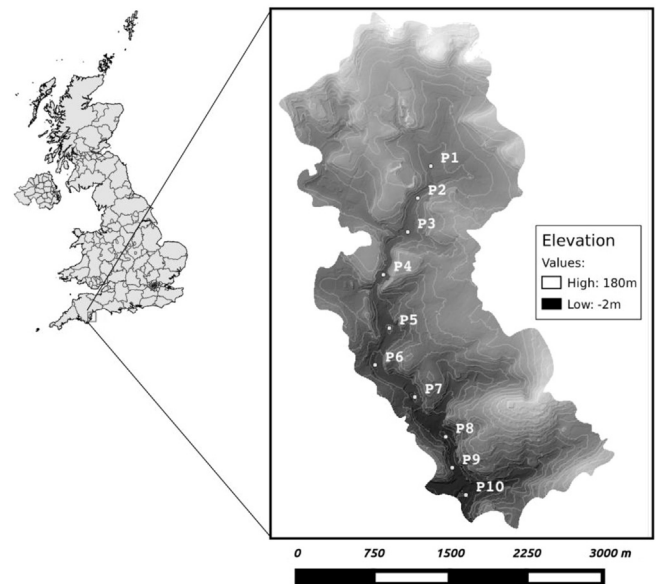 P1
P2
P3
P4
P5
P6
P7
P8
P9
P10
Elevation
Values:
High: 180m
Low: -2m
0 750 1500 2250 3000 m